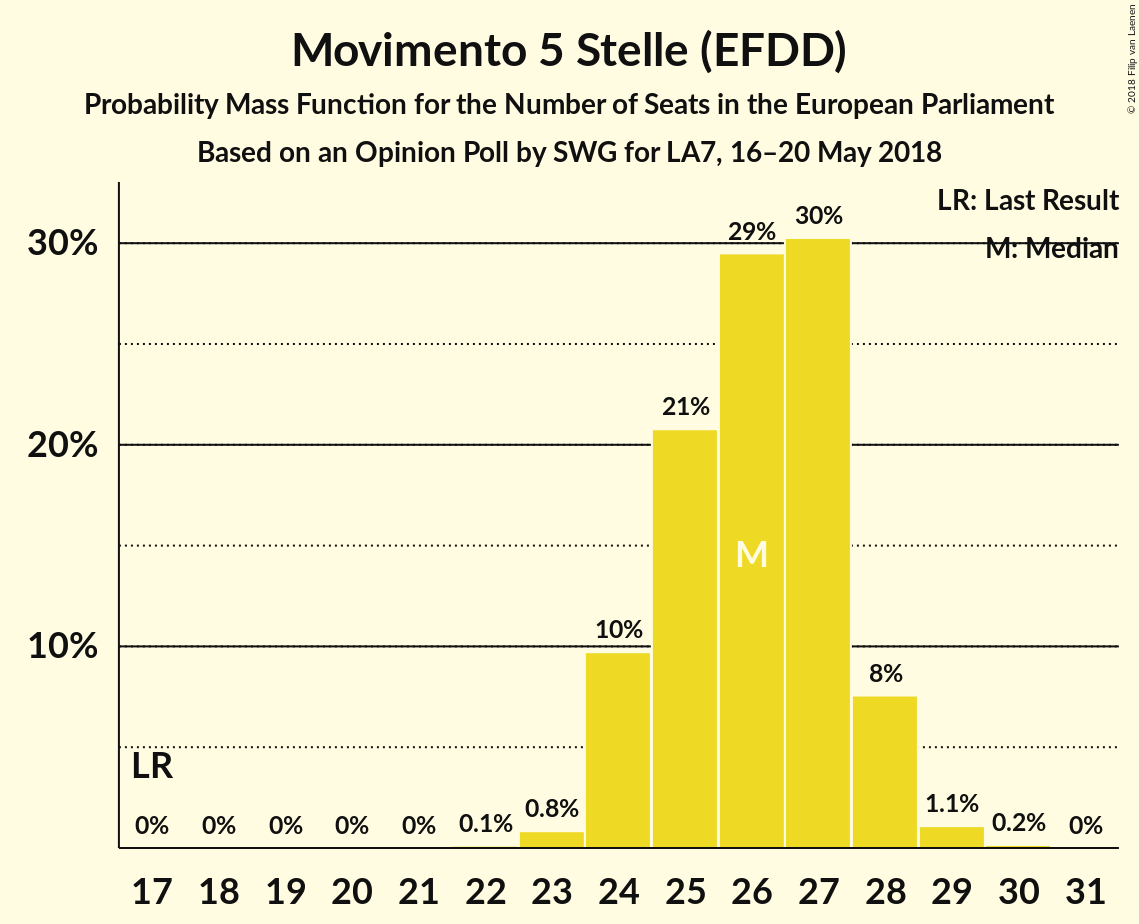 Movimento 5 Stelle (EFDD)
Probability Mass Function for the Number of Seats in the European Parliament
Based on an Opinion Poll by SWG for LA7, 16–20 May 2018
© 2018 Filip van Laenen
LR: Last Result
M: Median
30%
20%
10%
LR
M
0% 0% 0% 0% 0% 0.1% 0.8% 10% 21% 29% 30% 8% 1.1% 0.2% 0%
17 18 19 20 21 22 23 24 25 26 27 28 29 30 31